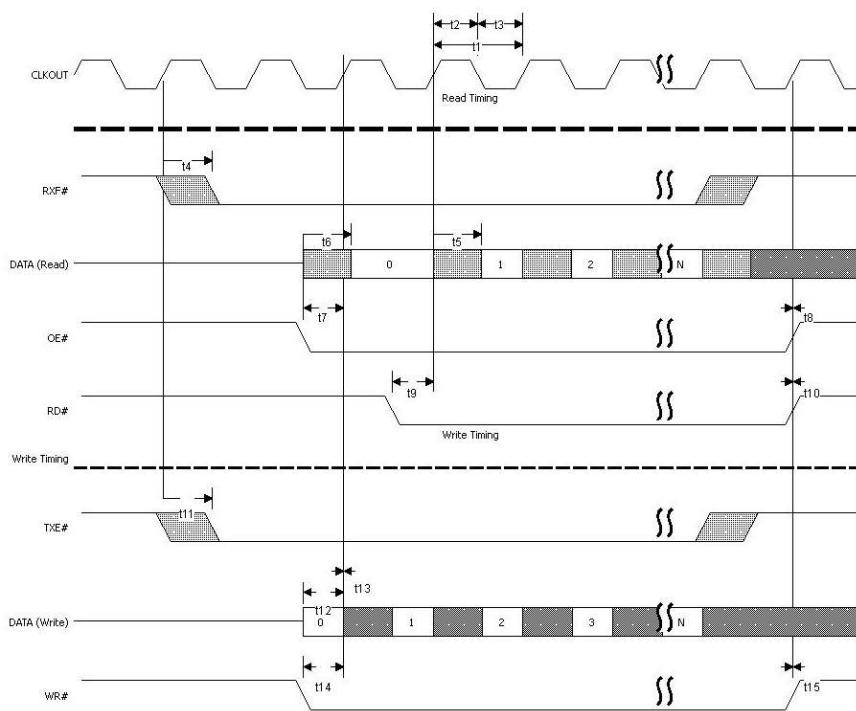 t2 t3
t1
CLKOUT
Read Timing
t4
RXF#
t6 t5
DATA (Read) 0 1 2 N
t7 t8
OE#
t9 t10
RD#
Write Timing
Write Timing
t11
TXE#
t13
t12
DATA (Write) 0 1 2 3 N
t14 t15
WR#